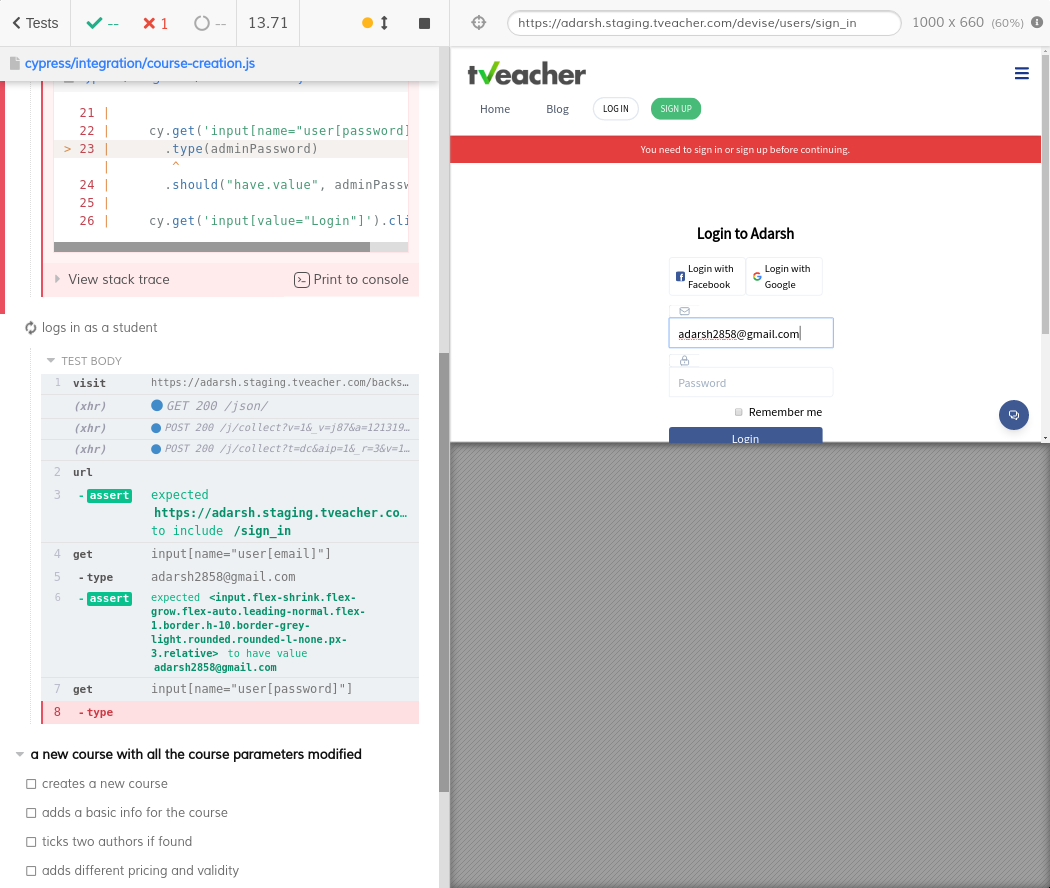 Tests
--
1
--
13.71
cypress/integration/course-creation.js
21 |
22 | cy.get('input[name="user[password]
> 23 | .type(adminPassword)
| ^
24 | .should("have.value", adminPassw
25 |
26 | cy.get('input[value="Login"]').cli
View stack trace
Print to console
logs in as a student
TEST BODY
1 visit https://adarsh.staging.tveacher.com/backs…
(xhr) GET 200 /json/
(xhr) POST 200 /j/collect?v=1&_v=j87&a=121319…
(xhr) POST 200 /j/collect?t=dc&aip=1&_r=3&v=1…
2 url
3 - assert expected
https://adarsh.staging.tveacher.co…
to include /sign_in
4 get input[name="user[email]"]
5 - type adarsh2858@gmail.com
6 - assert expected <input.flex-shrink.flex-
grow.flex-auto.leading-normal.flex-
1.border.h-10.border-grey-
light.rounded.rounded-l-none.px-
3.relative> to have value
adarsh2858@gmail.com
7 get input[name="user[password]"]
8 - type
a new course with all the course parameters modified
creates a new course
adds a basic info for the course
ticks two authors if found
adds different pricing and validity
https://adarsh.staging.tveacher.com/devise/users/sign_in
1000 x 660 (60%)
tveacher
Home
Blog
LOG IN
SIGN UP
You need to sign in or sign up before continuing.
Login to Adarsh
Login with
Facebook
Login with
Google
adarsh2858@gmail.com
Password
Remember me
Login